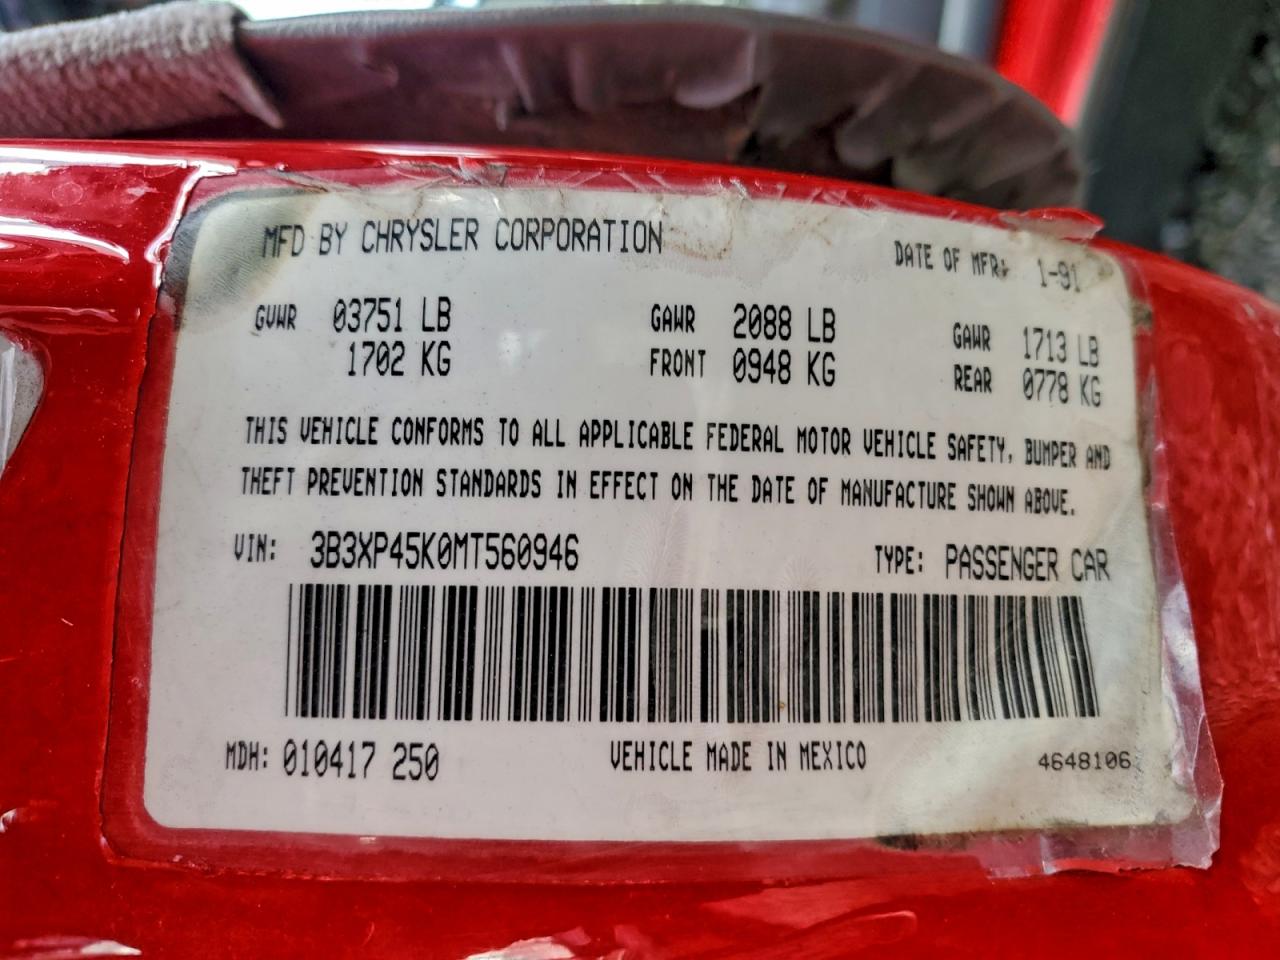 MFD BY CHRYSLER CORPORATION DATE OF MFR: 1-91
GVWR 03751 LB GAWR 2088 LB GAWR 1713 LB
1702 KG FRONT 0948 KG REAR 0778 KG
THIS VEHICLE CONFORMS TO ALL APPLICABLE FEDERAL MOTOR VEHICLE SAFETY, BUMPER AND
THEFT PREVENTION STANDARDS IN EFFECT ON THE DATE OF MANUFACTURE SHOWN ABOVE.
VIN: 3B3XP45K0MT560946 TYPE: PASSENGER CAR
MDH: 010417 250 VEHICLE MADE IN MEXICO 4648106